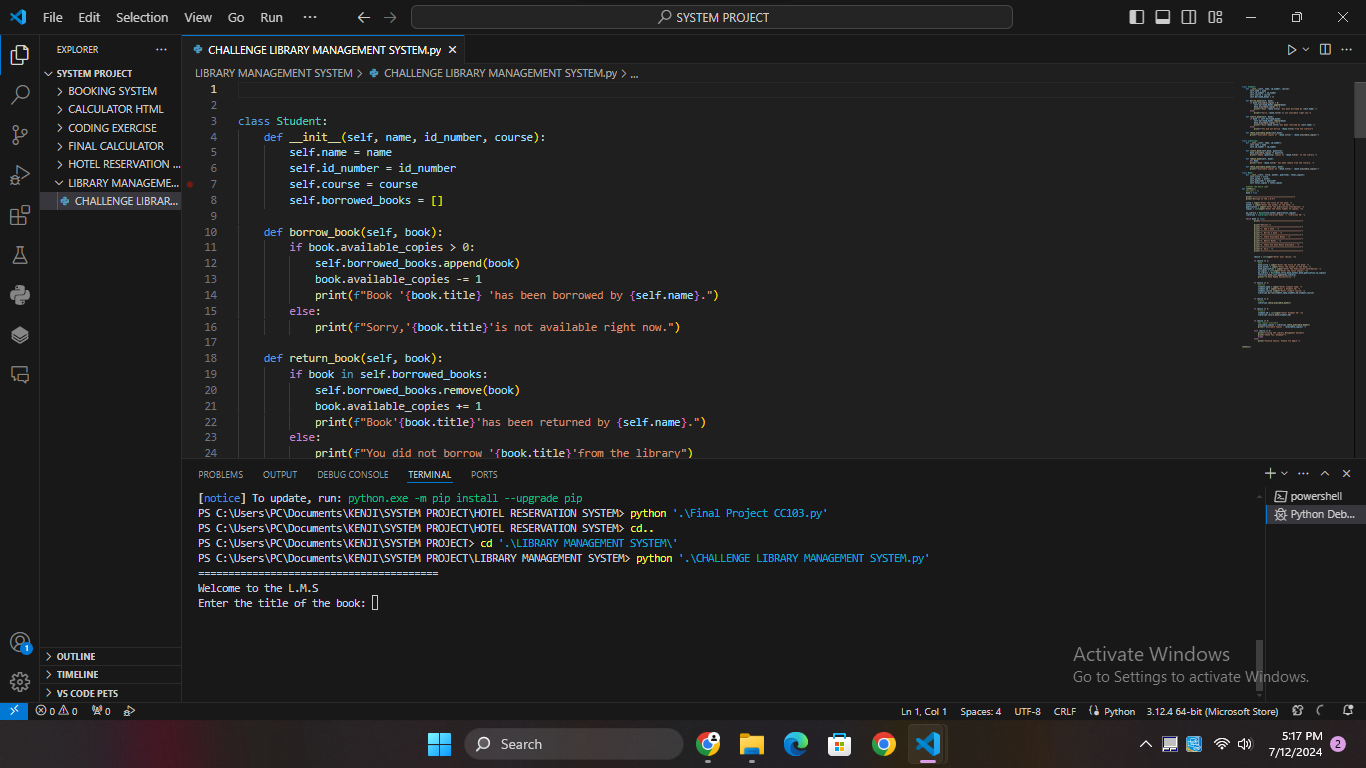 File Edit Selection View Go Run ··· SYSTEM PROJECT
EXPLORER ···
SYSTEM PROJECT
BOOKING SYSTEM
CALCULATOR HTML
CODING EXERCISE
FINAL CALCULATOR
HOTEL RESERVATION ...
LIBRARY MANAGEME...
CHALLENGE LIBRAR...
OUTLINE
TIMELINE
VS CODE PETS
CHALLENGE LIBRARY MANAGEMENT SYSTEM.py
LIBRARY MANAGEMENT SYSTEM > CHALLENGE LIBRARY MANAGEMENT SYSTEM.py > ...
1
2
3 class Student:
4     def __init__(self, name, id_number, course):
5         self.name = name
6         self.id_number = id_number
7         self.course = course
8         self.borrowed_books = []
9
10     def borrow_book(self, book):
11         if book.available_copies > 0:
12             self.borrowed_books.append(book)
13             book.available_copies -= 1
14             print(f"Book '{book.title} 'has been borrowed by {self.name}.")
15         else:
16             print(f"Sorry,'{book.title}'is not available right now.")
17
18     def return_book(self, book):
19         if book in self.borrowed_books:
20             self.borrowed_books.remove(book)
21             book.available_copies += 1
22             print(f"Book'{book.title}'has been returned by {self.name}.")
23         else:
24             print(f"You did not borrow '{book.title}'from the library")
PROBLEMS OUTPUT DEBUG CONSOLE TERMINAL PORTS
[notice] To update, run: python.exe -m pip install --upgrade pip
PS C:\Users\PC\Documents\KENJI\SYSTEM PROJECT\HOTEL RESERVATION SYSTEM> python '.\Final Project CC103.py'
PS C:\Users\PC\Documents\KENJI\SYSTEM PROJECT\HOTEL RESERVATION SYSTEM> cd..
PS C:\Users\PC\Documents\KENJI\SYSTEM PROJECT> cd '.\LIBRARY MANAGEMENT SYSTEM\'
PS C:\Users\PC\Documents\KENJI\SYSTEM PROJECT\LIBRARY MANAGEMENT SYSTEM> python '.\CHALLENGE LIBRARY MANAGEMENT SYSTEM.py'
========================================
Welcome to the L.M.S
Enter the title of the book:
powershell
Python Deb...
Activate Windows
Go to Settings to activate Windows.
1
0 0 0 Ln 1, Col 1 Spaces: 4 UTF-8 CRLF Python 3.12.4 64-bit (Microsoft Store)
Search
5:17 PM
7/12/2024
2